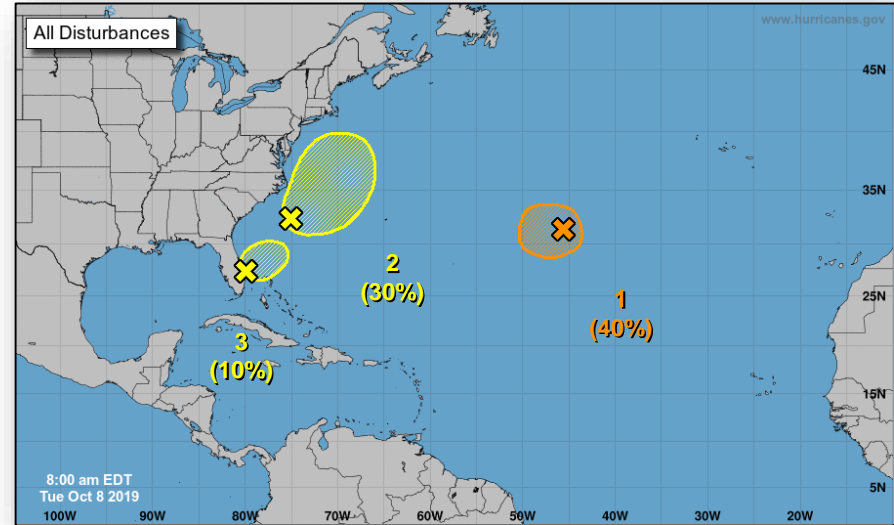 All Disturbances
www.hurricanes.gov
45N
35N
2
(30%)
25N
1
(40%)
3
(10%)
15N
8:00 am EDT
Tue Oct 8 2019
5N
100W 90W 80W 70W 60W 50W 40W 30W 20W